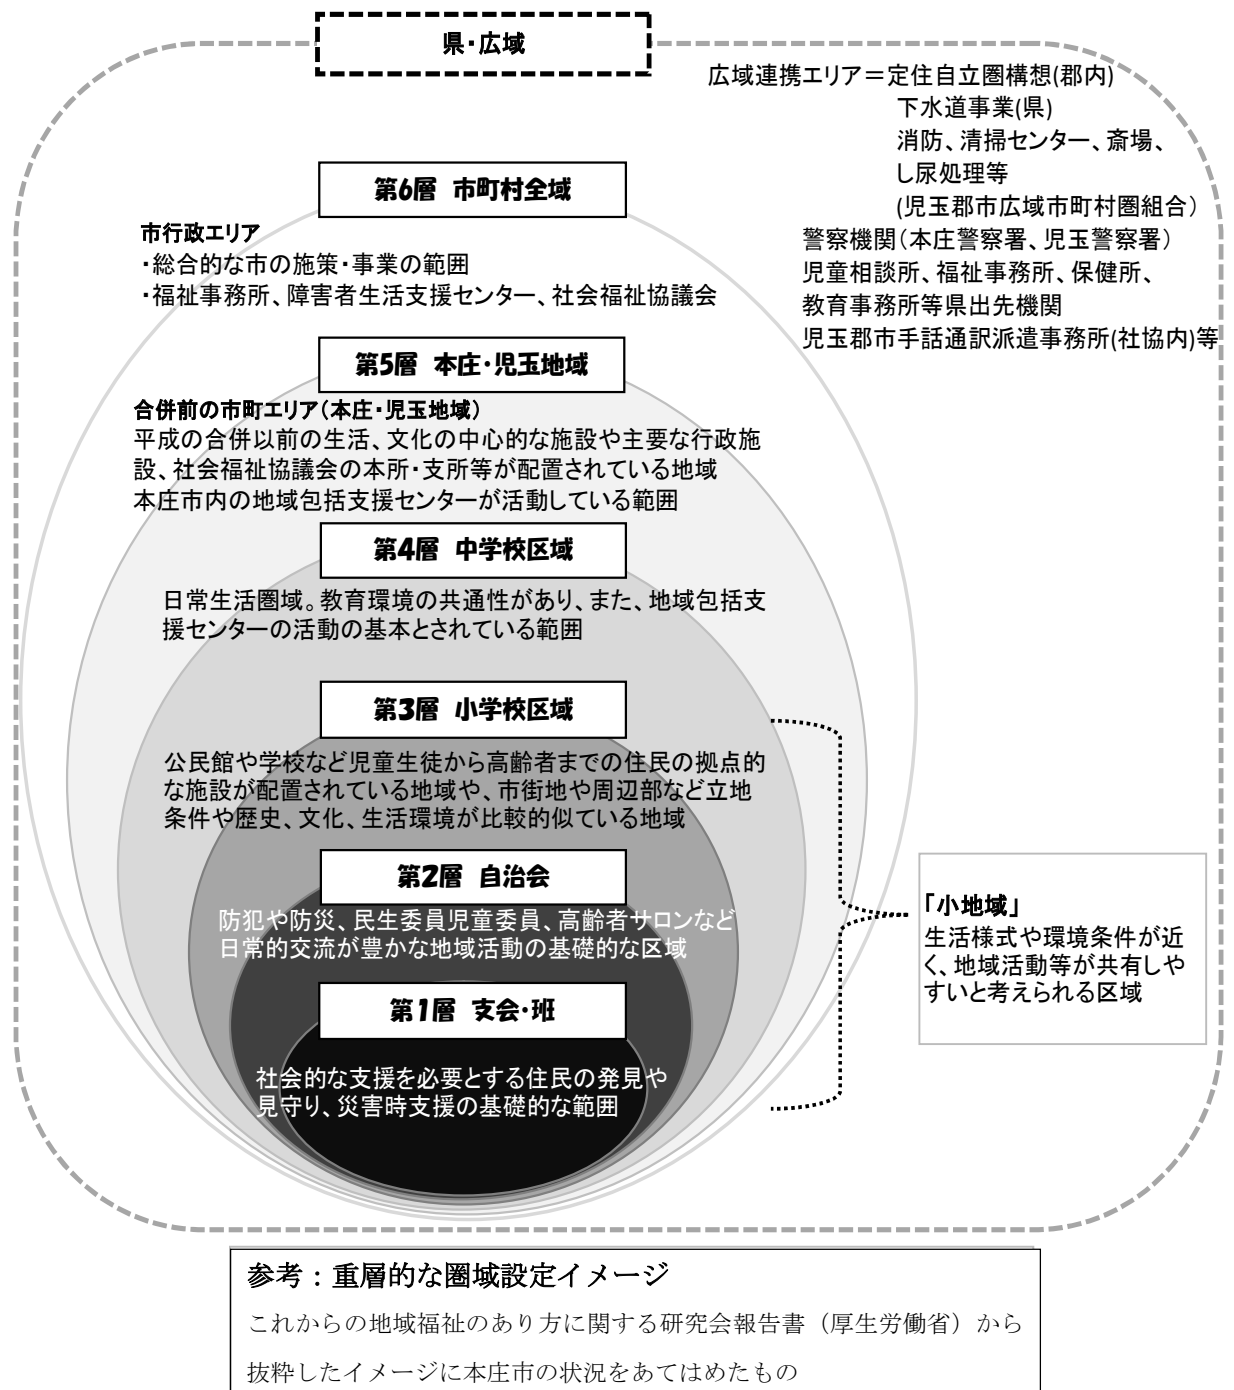 県・広域
広域連携エリア＝定住自立圏構想(郡内)
下水道事業(県)
消防、清掃センター、斎場、
し尿処理等
(児玉郡市広域市町村圏組合）
警察機関（本庄警察署、児玉警察署）
児童相談所、福祉事務所、保健所、
教育事務所等県出先機関
児玉郡市手話通訳派遣事務所(社協内)等
第6層 市町村全域
市行政エリア
・総合的な市の施策・事業の範囲
・福祉事務所、障害者生活支援センター、社会福祉協議会
第5層 本庄・児玉地域
合併前の市町エリア（本庄・児玉地域）
平成の合併以前の生活、文化の中心的な施設や主要な行政施
設、社会福祉協議会の本所・支所等が配置されている地域
本庄市内の地域包括支援センターが活動している範囲
第4層 中学校区域
日常生活圏域。教育環境の共通性があり、また、地域包括支
援センターの活動の基本とされている範囲
第3層 小学校区域
公民館や学校など児童生徒から高齢者までの住民の拠点的
な施設が配置されている地域や、市街地や周辺部など立地
条件や歴史、文化、生活環境が比較的似ている地域
第2層 自治会
防犯や防災、民生委員児童委員、高齢者サロンなど
日常的交流が豊かな地域活動の基礎的な区域
第1層 支会・班
社会的な支援を必要とする住民の発見や
見守り、災害時支援の基礎的な範囲
「小地域」
生活様式や環境条件が近
く、地域活動等が共有しや
すいと考えられる区域
参考：重層的な圏域設定イメージ
これからの地域福祉のあり方に関する研究会報告書（厚生労働省）から
抜粋したイメージに本庄市の状況をあてはめたもの